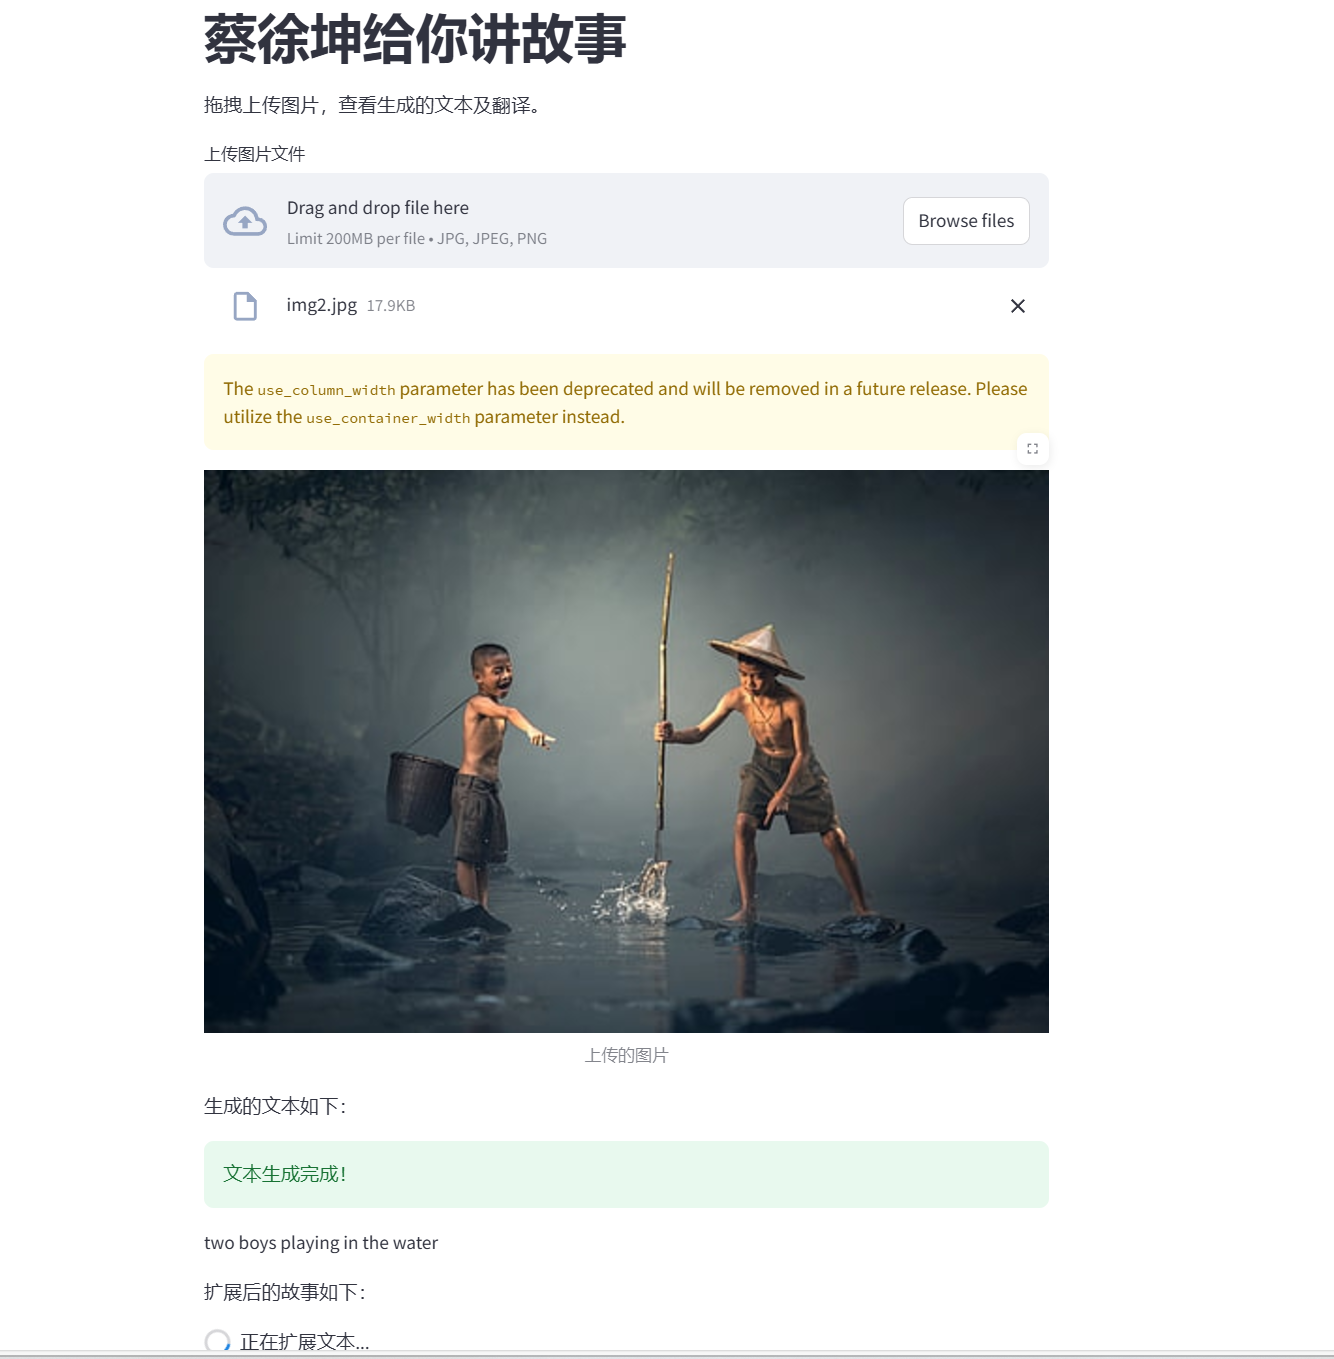 蔡徐坤给你讲故事
拖拽上传图片，查看生成的文本及翻译。
上传图片文件
Drag and drop file here
Limit 200MB per file • JPG, JPEG, PNG
Browse files
img2.jpg 17.9KB
The use_column_width parameter has been deprecated and will be removed in a future release. Please
utilize the use_container_width parameter instead.
上传的图片
生成的文本如下：
文本生成完成！
two boys playing in the water
扩展后的故事如下：
正在扩展文本...